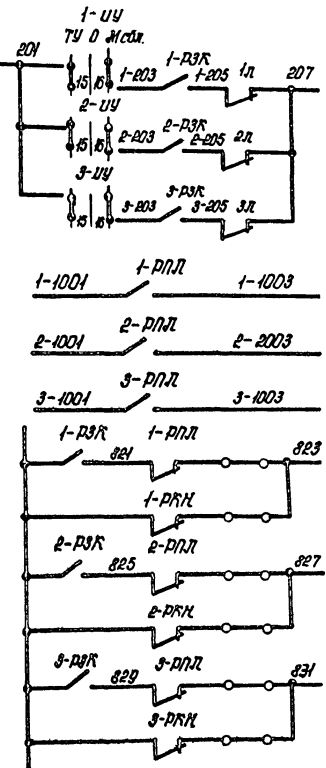 1-ИУ
ТУ О Мсбл.
201
15 16
1-203 1-РЗК 1-205 1Л 207
2-ИУ
15 16
2-203 2-РЗК 2-205 2Л
3-ИУ
15 16
3-203 3-РЗК 3-205 3Л
1-1001 1-РПЛ 1-1003
2-1001 2-РПЛ 2-2003
3-1001 3-РПЛ 3-1003
1-РЗК 1-РПЛ
821 823
1-РКН
2-РЗК 2-РПЛ
825 827
2-РКН
3-РЗК 3-РПЛ
829 831
3-РКН